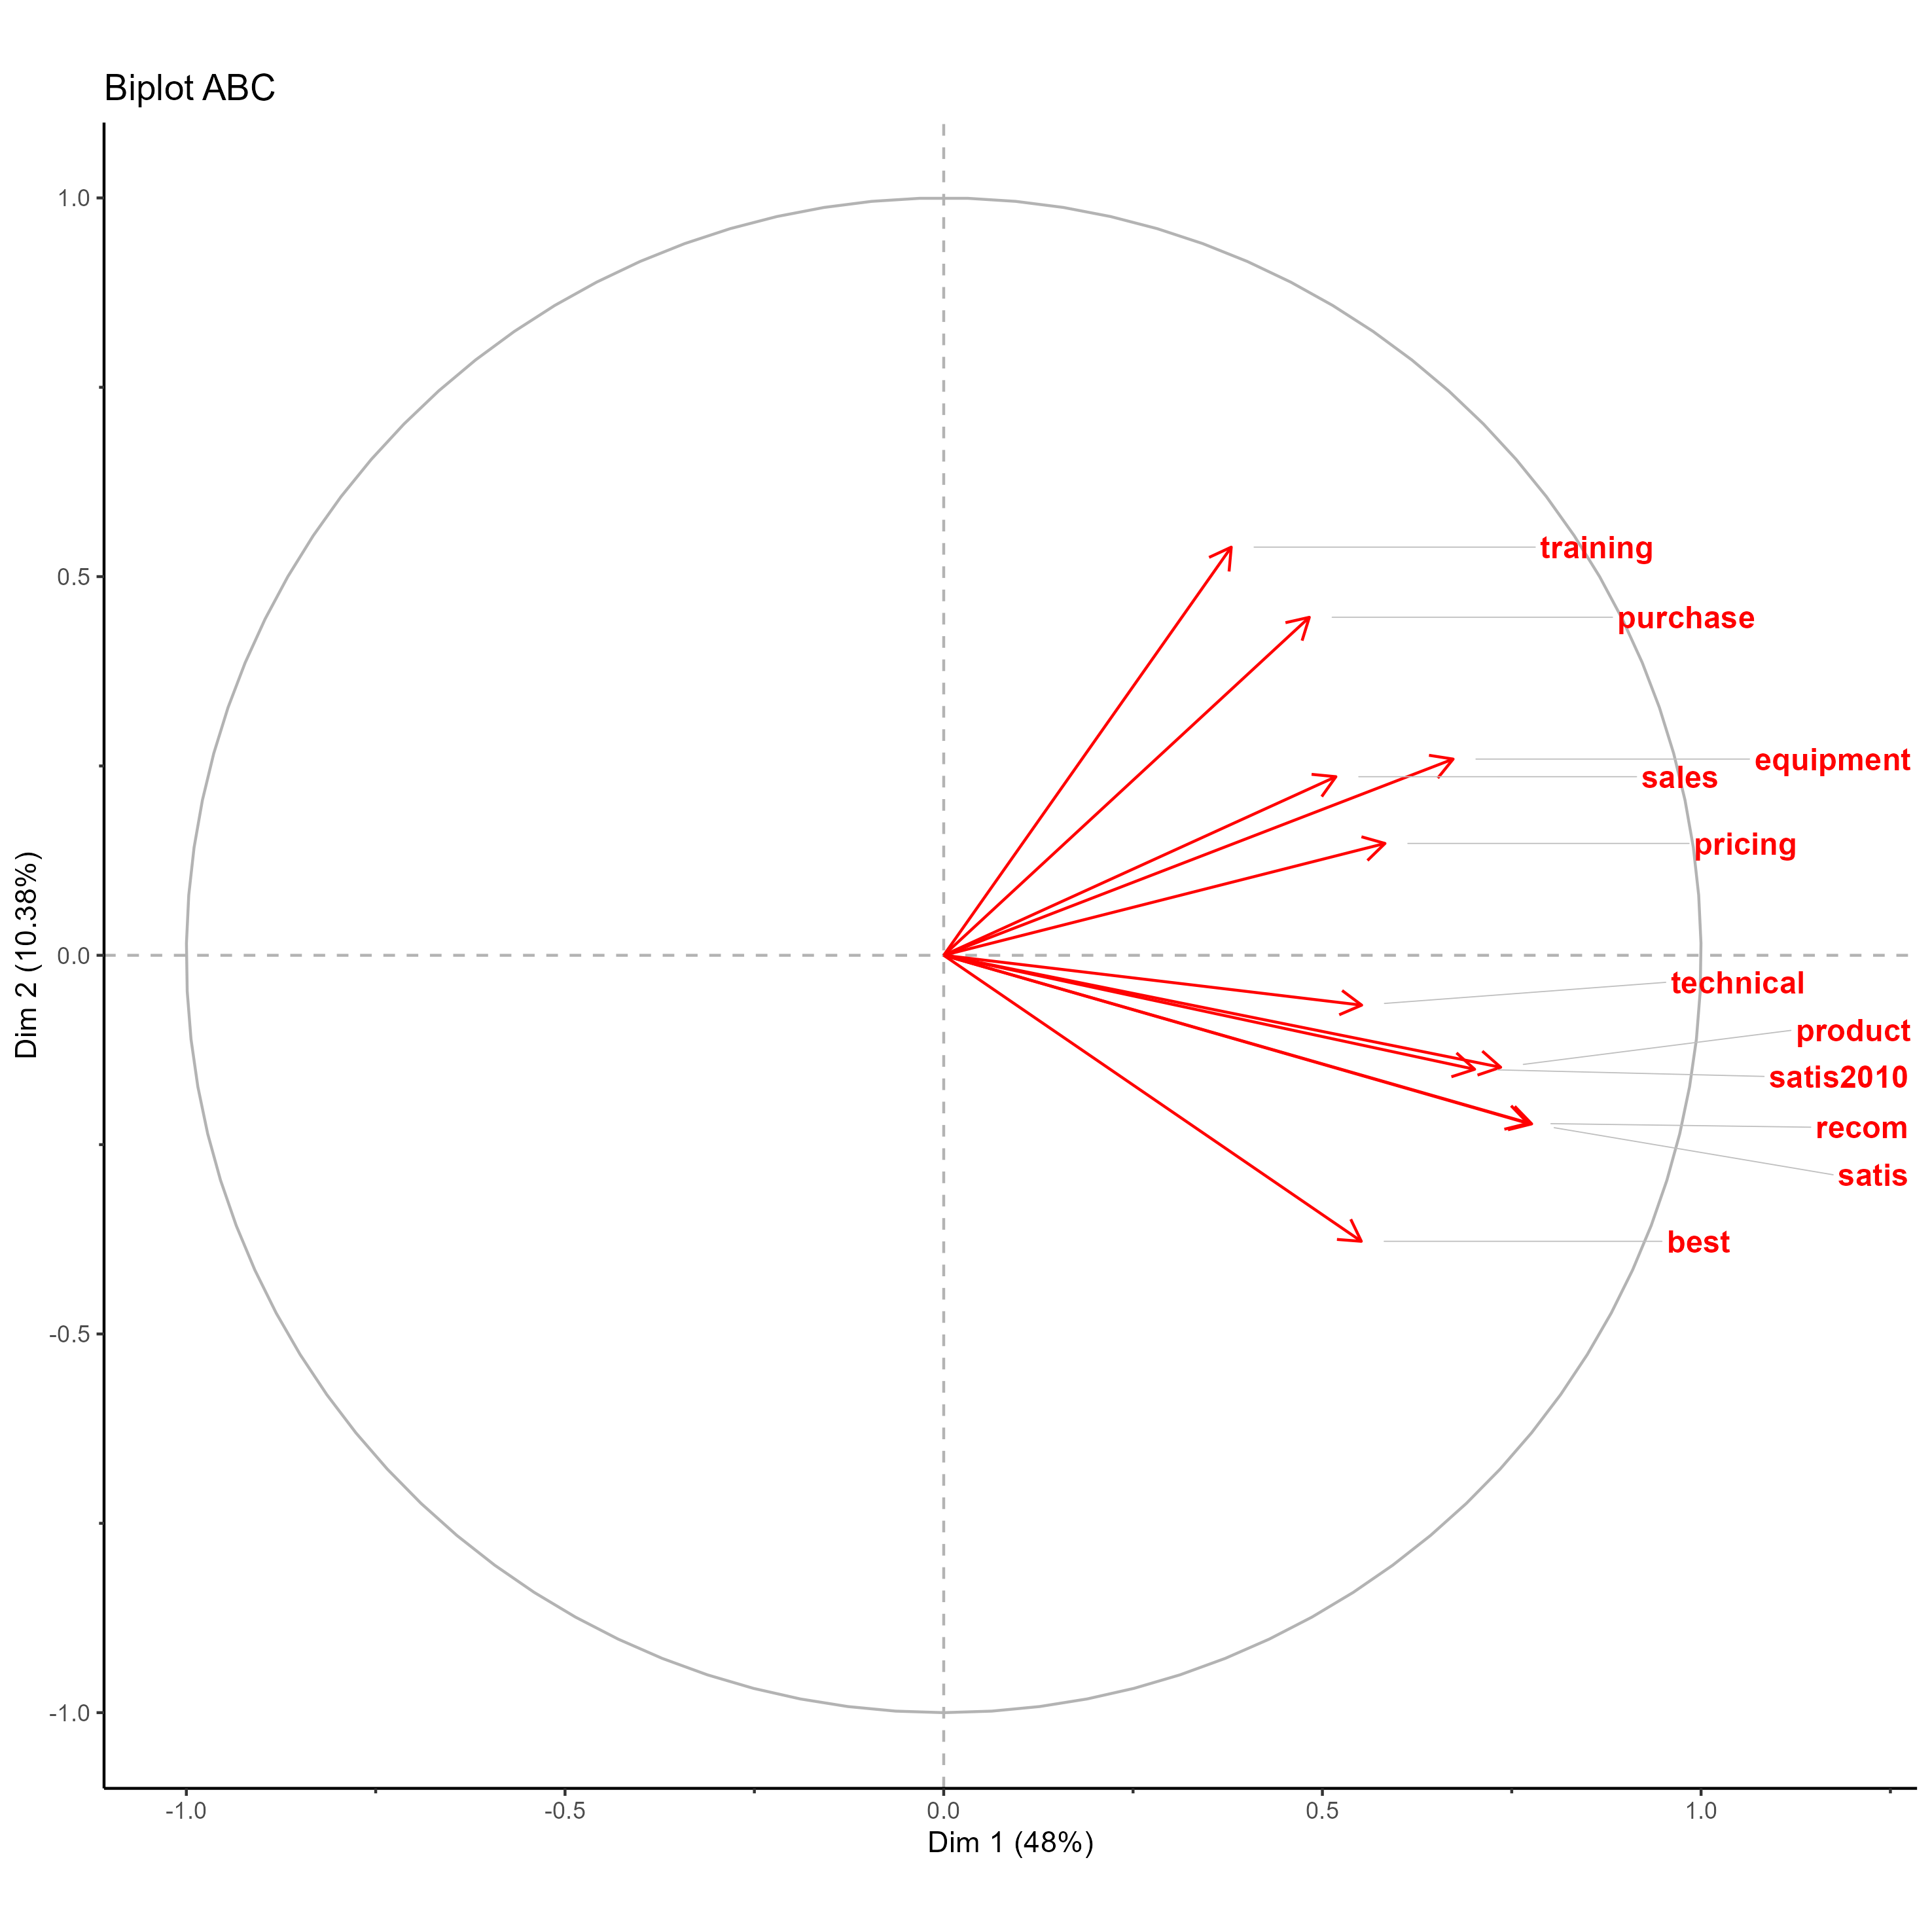 Biplot ABC
1.0
0.5
0.0
-0.5
-1.0
Dim 2 (10.38%)
training
purchase
equipment
sales
pricing
technical
product
satis2010
recom
satis
best
-1.0
-0.5
0.0
0.5
1.0
Dim 1 (48%)